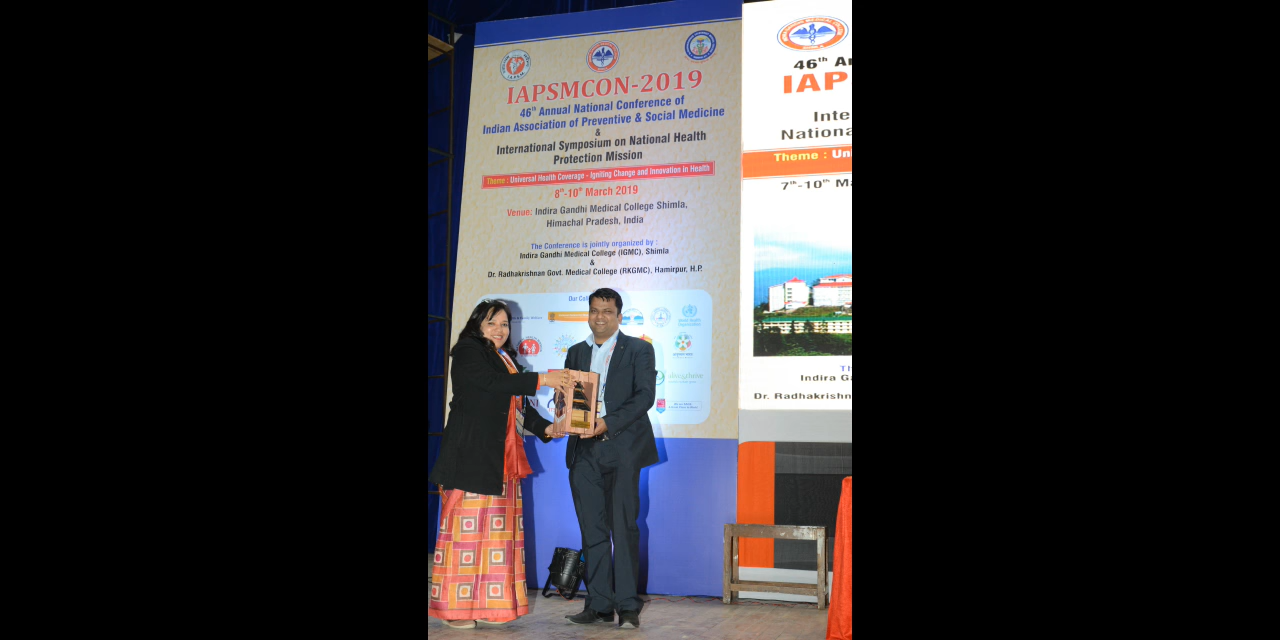 IAPSMCON-2019
46th Annual National Conference of
Indian Association of Preventive & Social Medicine
&
International Symposium on National Health
Protection Mission
Theme : Universal Health Coverage - Igniting Change and Innovation in Health
8th-10th March 2019
Venue: Indira Gandhi Medical College Shimla,
Himachal Pradesh, India
The Conference is jointly organized by :
Indira Gandhi Medical College (IGMC), Shimla
&
Dr. Radhakrishnan Govt. Medical College (RKGMC), Hamirpur, H.P.
Our Col
46th A
IAP
Inte
Nationa
Theme : Un
7th-10th Ma
Th
Indira Ga
Dr. Radhakrishn